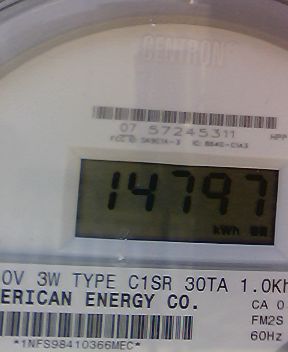 CENTRON
07 57245311
14797
kWh
0V 3W TYPE C1SR 30TA 1.0Kh
ERICAN ENERGY CO.
CA 0
FM2S
60Hz
*1NFS98410366MEC*